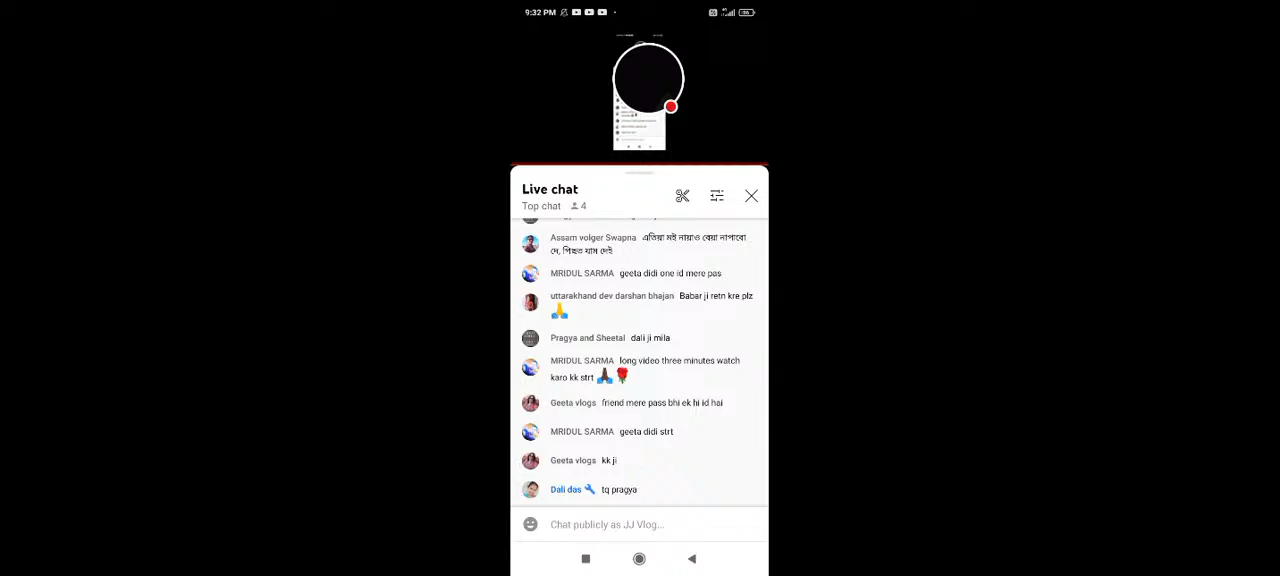 9:32 PM
Live chat
Top chat 4
Assam volger Swapna এতিয়া মই নায়াও বেয়া নাপাবো
দে, পিছত যাম দেই
MRIDUL SARMA geeta didi one id mere pas
uttarakhand dev darshan bhajan Babar ji retn kre plz
🙏
Pragya and Sheetal dali ji mila
MRIDUL SARMA long video three minutes watch
karo kk strt 🙏🏿🌹
Geeta vlogs friend mere pass bhi ek hi id hai
MRIDUL SARMA geeta didi strt
Geeta vlogs kk ji
Dali das 🔧 tq pragya
Chat publicly as JJ Vlog...